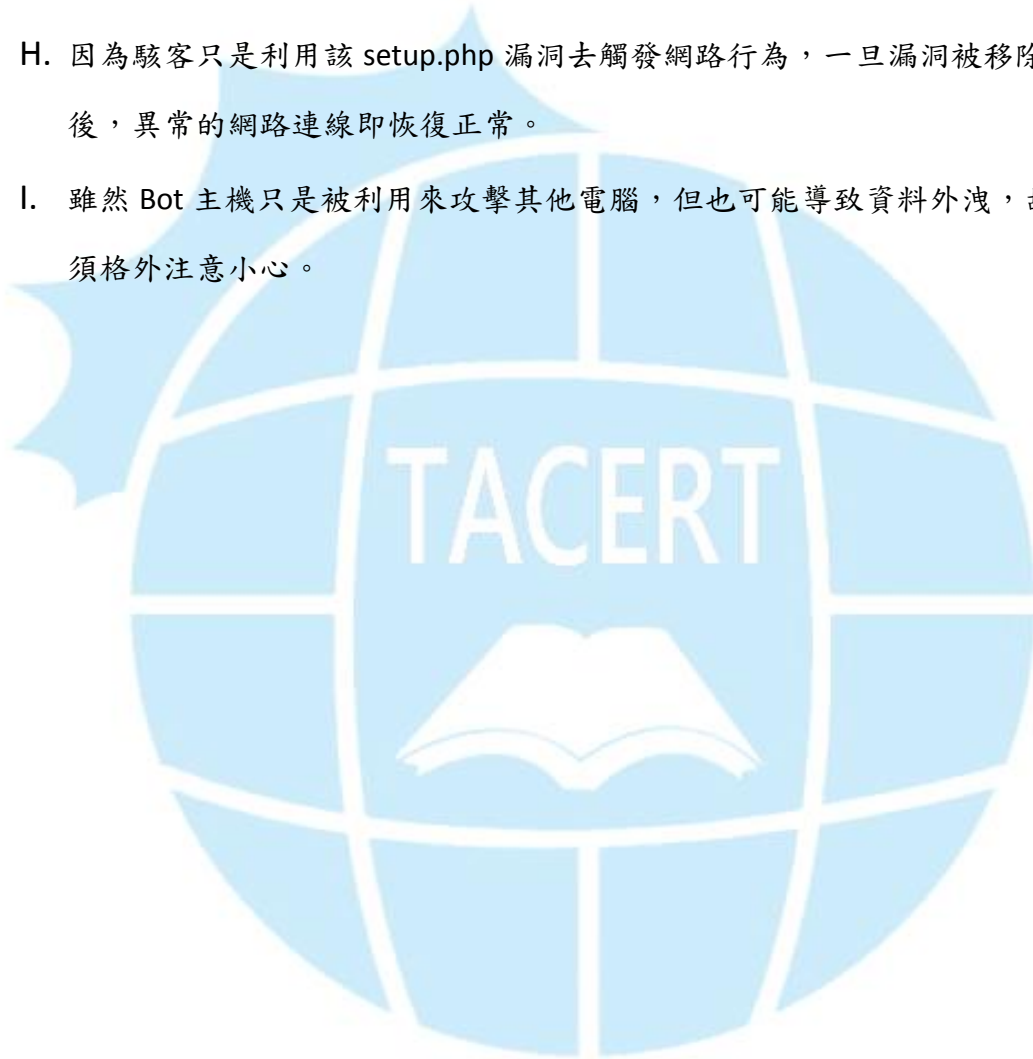 H. 因為駭客只是利用該 setup.php 漏洞去觸發網路行為，一旦漏洞被移除
後，異常的網路連線即恢復正常。
I. 雖然 Bot 主機只是被利用來攻擊其他電腦，但也可能導致資料外洩，
須格外注意小心。
TACERT